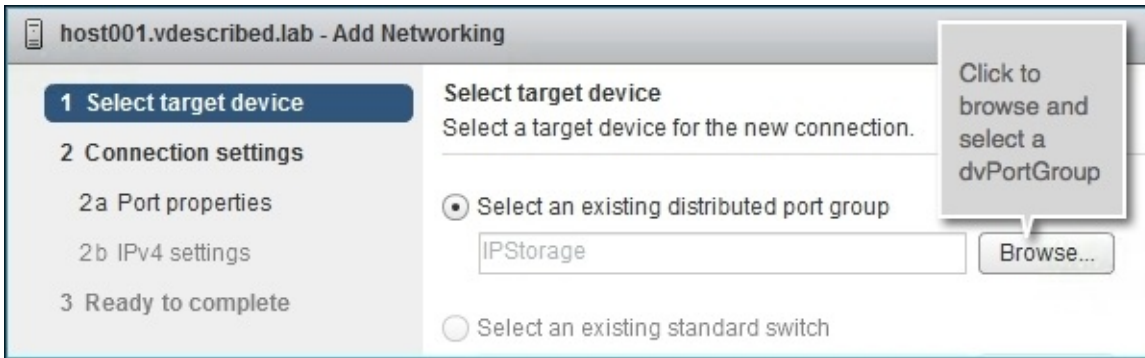 host001.vdescribed.lab - Add Networking
Click to
browse and
select a
dvPortGroup
1 Select target device
2 Connection settings
2a Port properties
2b IPv4 settings
3 Ready to complete
Select target device
Select a target device for the new connection.
Select an existing distributed port group
IPStorage
Browse...
Select an existing standard switch